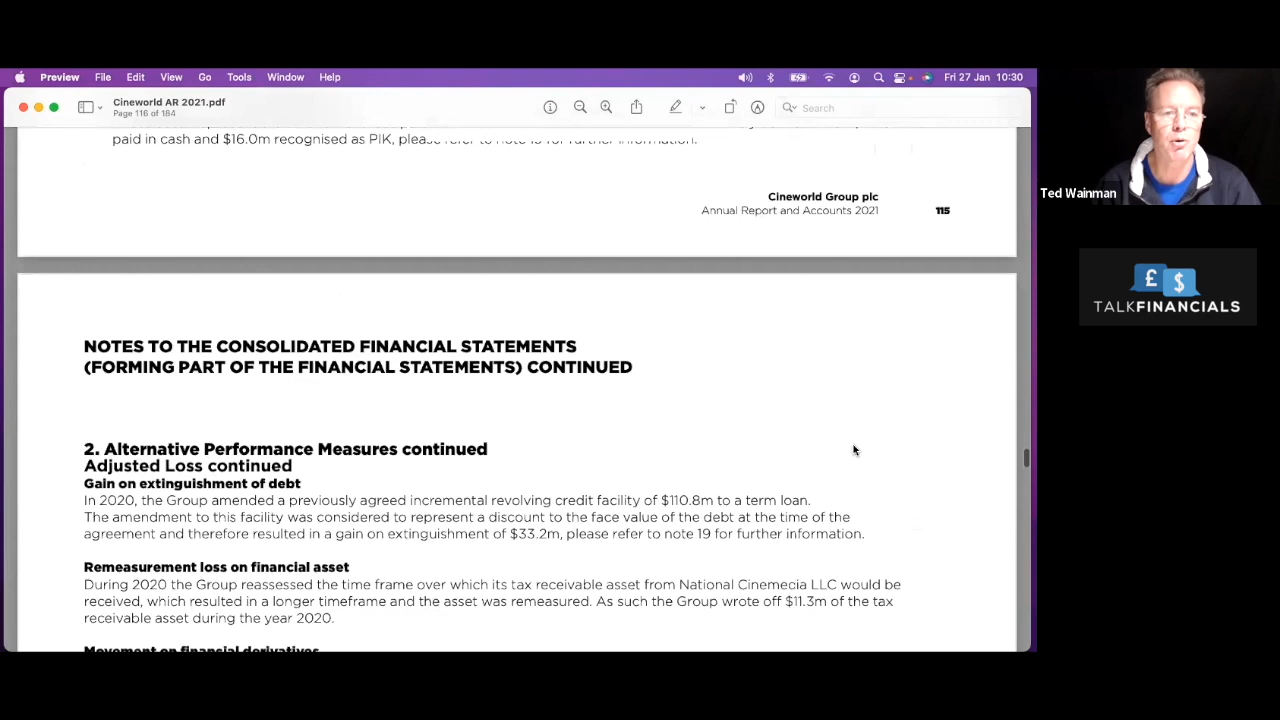 Preview File Edit View Go Tools Window Help Fri 27 Jan 10:30
Cineworld AR 2021.pdf
Page 116 of 184
Search
paid in cash and $16.0m recognised as PIK, please refer to note 19 for further information.
Cineworld Group plc
Annual Report and Accounts 2021 115
Ted Wainman
£ $
TALKFINANCIALS
NOTES TO THE CONSOLIDATED FINANCIAL STATEMENTS
(FORMING PART OF THE FINANCIAL STATEMENTS) CONTINUED
2. Alternative Performance Measures continued
Adjusted Loss continued
Gain on extinguishment of debt
In 2020, the Group amended a previously agreed incremental revolving credit facility of $110.8m to a term loan.
The amendment to this facility was considered to represent a discount to the face value of the debt at the time of the
agreement and therefore resulted in a gain on extinguishment of $33.2m, please refer to note 19 for further information.
Remeasurement loss on financial asset
During 2020 the Group reassessed the time frame over which its tax receivable asset from National Cinemedia LLC would be
received, which resulted in a longer timeframe and the asset was remeasured. As such the Group wrote off $11.3m of the tax
receivable asset during the year 2020.
Movement on financial derivatives